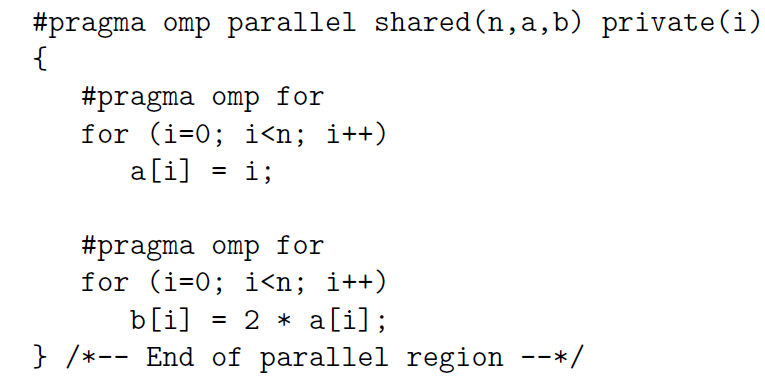 #pragma omp parallel shared(n,a,b) private(i)
{
   #pragma omp for
   for (i=0; i<n; i++)
      a[i] = i;

   #pragma omp for
   for (i=0; i<n; i++)
      b[i] = 2 * a[i];
} /*-- End of parallel region --*/